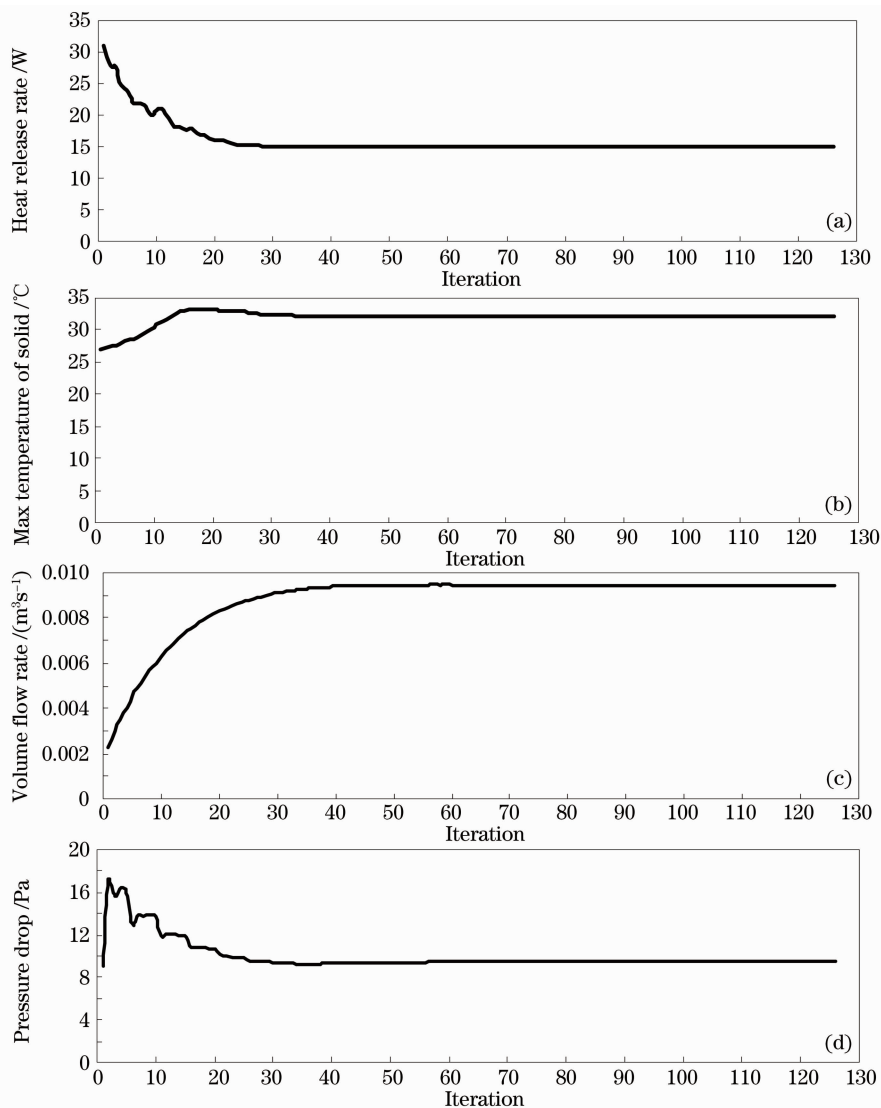 Heat release rate /W
35
30
25
20
15
10
5
0
(a)
0 10 20 30 40 50 60 70 80 90 100 110 120 130
Iteration
Max temperature of solid /℃
35
30
25
20
15
10
5
0
(b)
0 10 20 30 40 50 60 70 80 90 100 110 120 130
Iteration
Volume flow rate /(m³s⁻¹)
0.010
0.008
0.006
0.004
0.002
0
(c)
0 10 20 30 40 50 60 70 80 90 100 110 120 130
Iteration
Pressure drop /Pa
20
16
12
8
4
0
(d)
0 10 20 30 40 50 60 70 80 90 100 110 120 130
Iteration